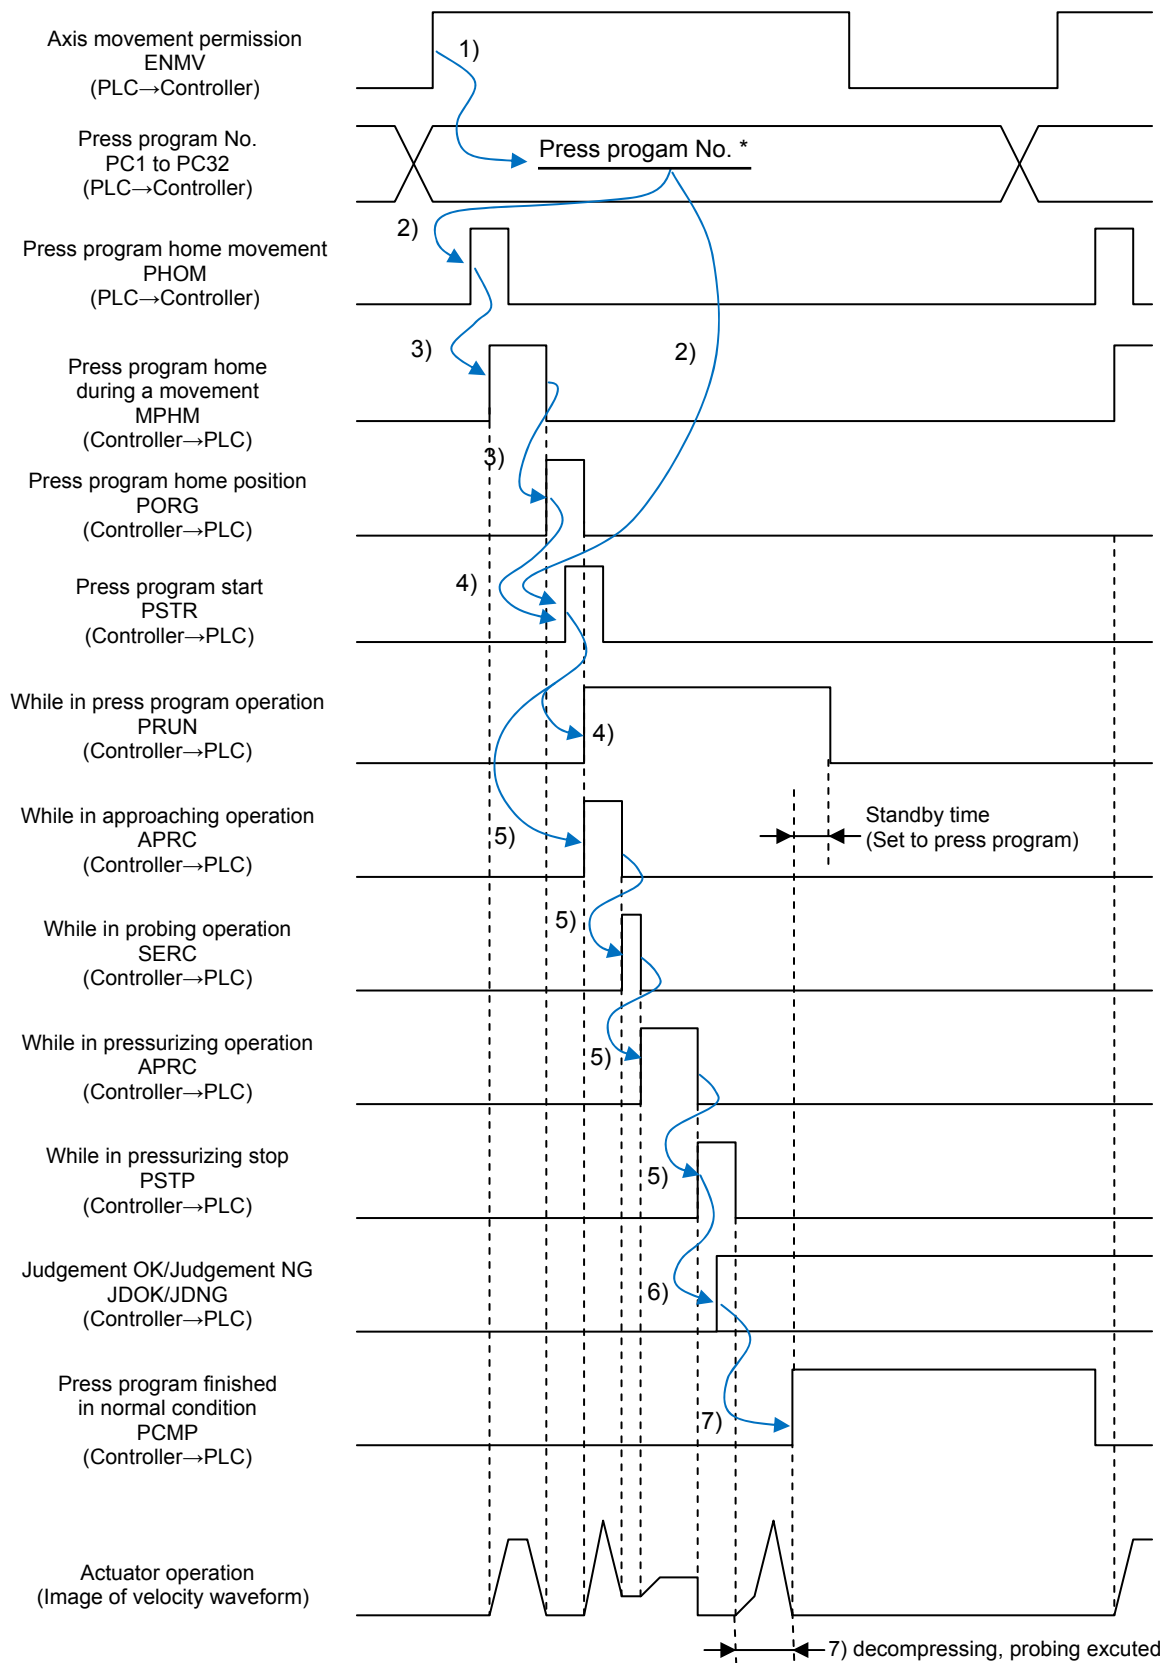 Axis movement permission
ENMV
(PLC→Controller)
1)
Press program No.
PC1 to PC32
(PLC→Controller)
Press progam No. *
2)
Press program home movement
PHOM
(PLC→Controller)
3)
2)
Press program home
during a movement
MPHM
(Controller→PLC)
3)
Press program home position
PORG
(Controller→PLC)
4)
Press program start
PSTR
(Controller→PLC)
While in press program operation
PRUN
(Controller→PLC)
4)
While in approaching operation
APRC
(Controller→PLC)
5)
Standby time
(Set to press program)
While in probing operation
SERC
(Controller→PLC)
5)
While in pressurizing operation
APRC
(Controller→PLC)
5)
While in pressurizing stop
PSTP
(Controller→PLC)
5)
Judgement OK/Judgement NG
JDOK/JDNG
(Controller→PLC)
6)
Press program finished
in normal condition
PCMP
(Controller→PLC)
7)
Actuator operation
(Image of velocity waveform)
7) decompressing, probing excuted